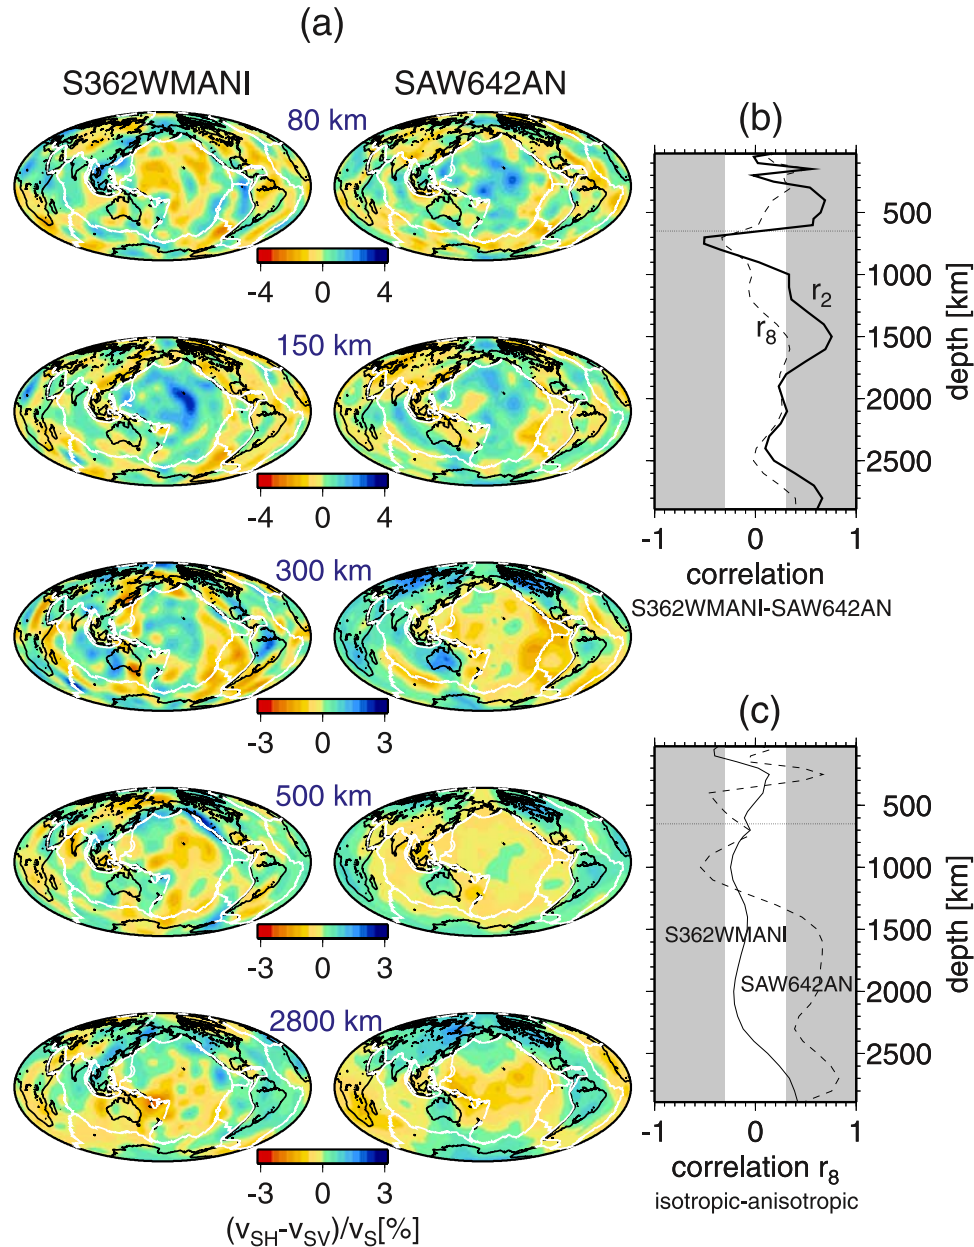 (a)
S362WMANI SAW642AN
80 km
-4 0 4
150 km
-4 0 4
300 km
-3 0 3
500 km
-3 0 3
2800 km
-3 0 3
(vSH-vSV)/vS[%]
(b)
500
1000
1500
2000
2500
depth [km]
r2
r8
-1 0 1
correlation
S362WMANI-SAW642AN
(c)
500
1000
1500
2000
2500
depth [km]
S362WMANI
SAW642AN
-1 0 1
correlation r8
isotropic-anisotropic